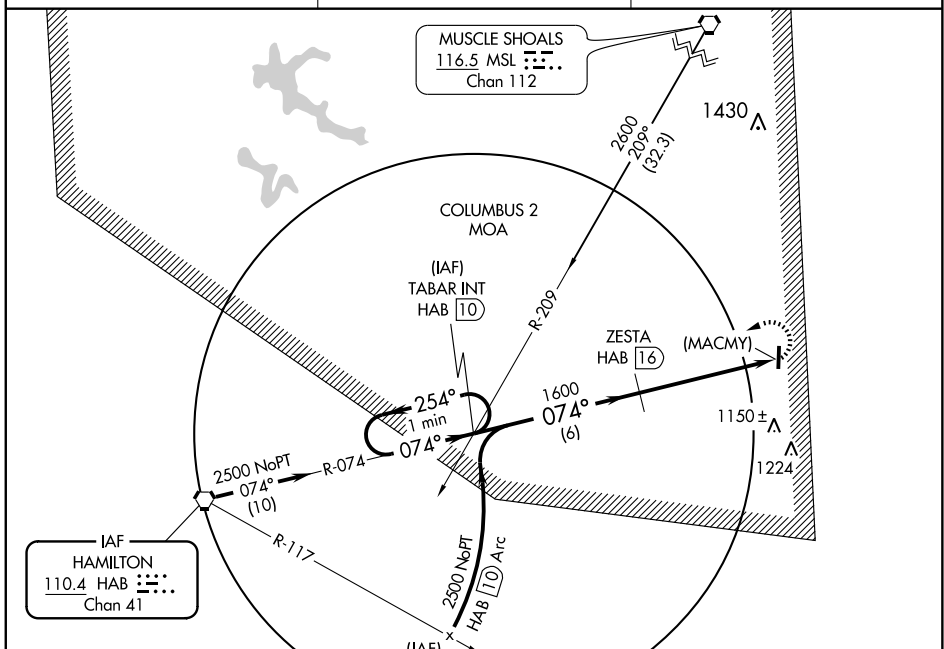 MUSCLE SHOALS
116.5 MSL
Chan 112
1430
2600
209°
(32.3)
COLUMBUS 2
MOA
(IAF)
TABAR INT
HAB 10
R-209
ZESTA
HAB 16
(MACMY)
254°
1 min
074°
1600
074°
(6)
1150 ±
1224
2500 NoPT
074°
(10)
R-074
IAF
HAMILTON
110.4 HAB
Chan 41
R-117
2500 NoPT
HAB 10 Arc
(IAF)
x